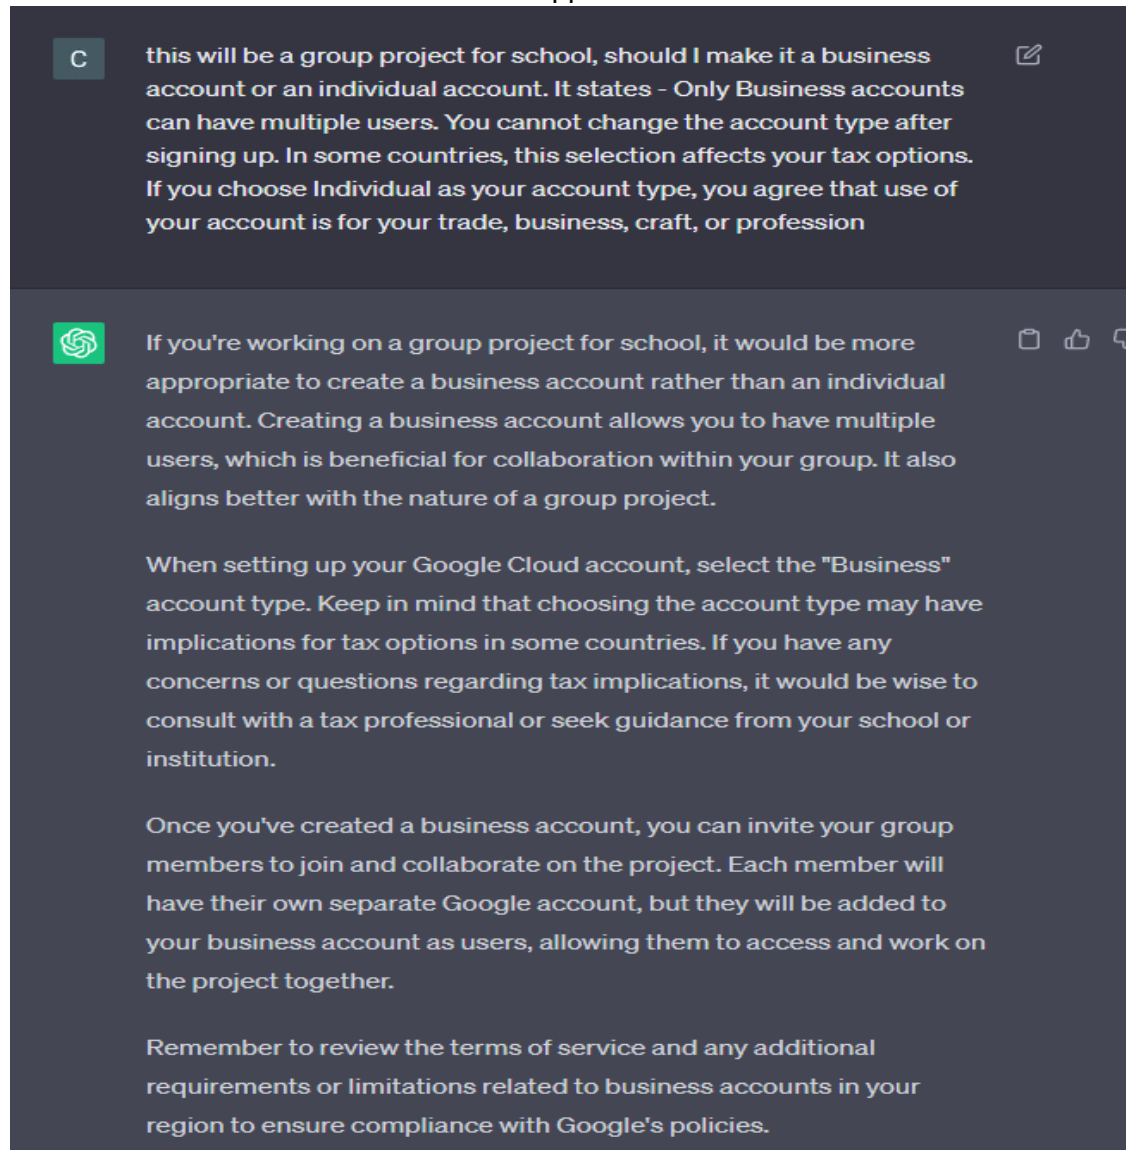 C
this will be a group project for school, should I make it a business
account or an individual account. It states - Only Business accounts
can have multiple users. You cannot change the account type after
signing up. In some countries, this selection affects your tax options.
If you choose Individual as your account type, you agree that use of
your account is for your trade, business, craft, or profession
If you're working on a group project for school, it would be more
appropriate to create a business account rather than an individual
account. Creating a business account allows you to have multiple
users, which is beneficial for collaboration within your group. It also
aligns better with the nature of a group project.
When setting up your Google Cloud account, select the "Business"
account type. Keep in mind that choosing the account type may have
implications for tax options in some countries. If you have any
concerns or questions regarding tax implications, it would be wise to
consult with a tax professional or seek guidance from your school or
institution.
Once you've created a business account, you can invite your group
members to join and collaborate on the project. Each member will
have their own separate Google account, but they will be added to
your business account as users, allowing them to access and work on
the project together.
Remember to review the terms of service and any additional
requirements or limitations related to business accounts in your
region to ensure compliance with Google's policies.